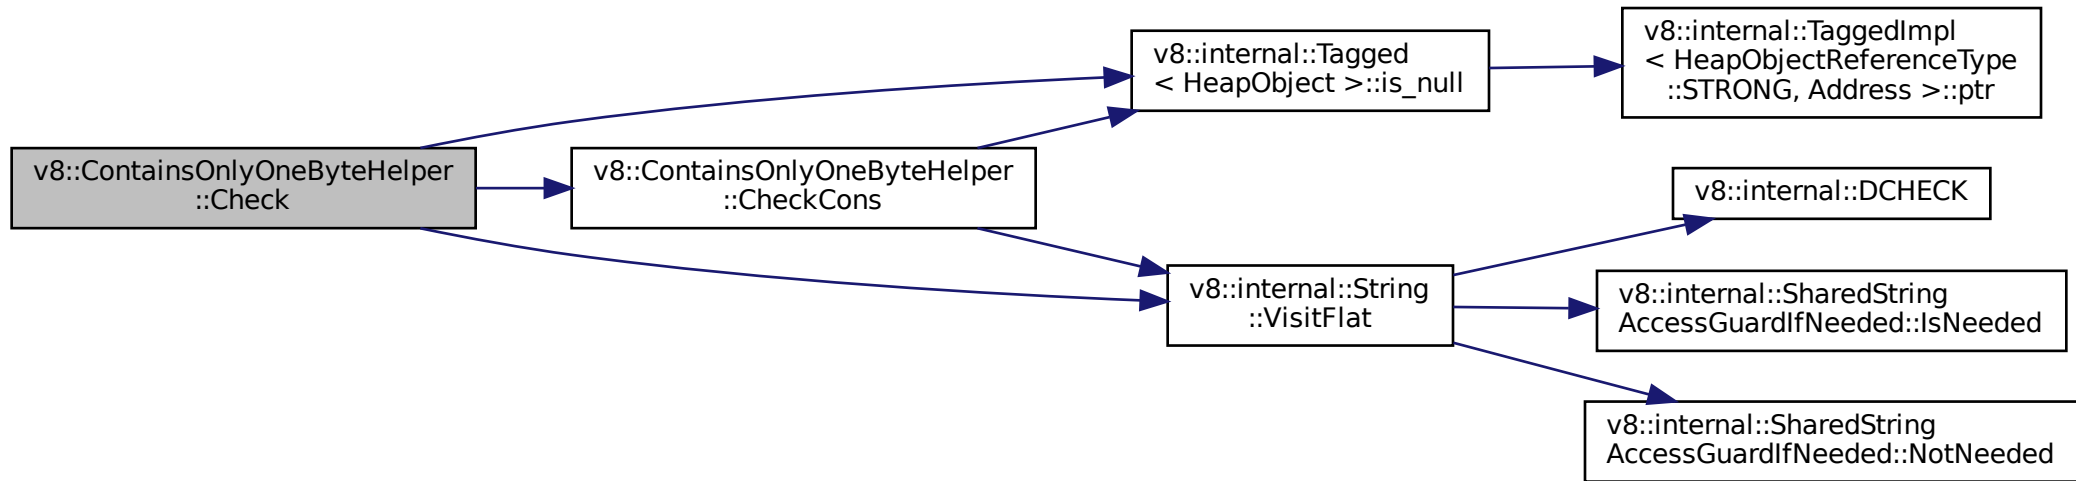 v8::ContainsOnlyOneByteHelper
::Check
v8::ContainsOnlyOneByteHelper
::CheckCons
v8::internal::Tagged
< HeapObject >::is_null
v8::internal::TaggedImpl
< HeapObjectReferenceType
::STRONG, Address >::ptr
v8::internal::String
::VisitFlat
v8::internal::DCHECK
v8::internal::SharedString
AccessGuardIfNeeded::IsNeeded
v8::internal::SharedString
AccessGuardIfNeeded::NotNeeded